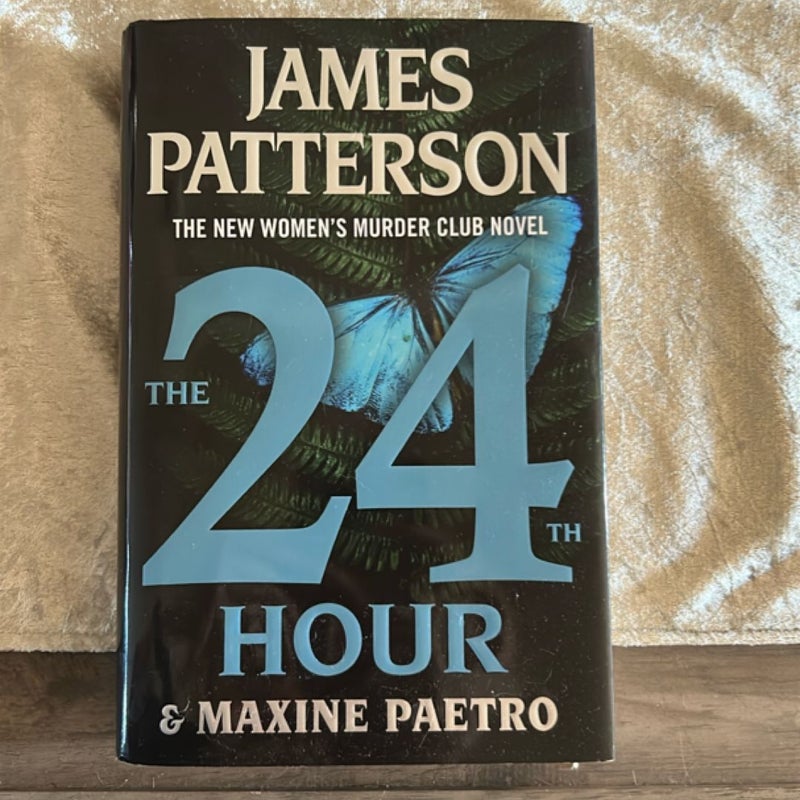 JAMES
PATTERSON
THE NEW WOMEN'S MURDER CLUB NOVEL
THE 24TH
HOUR
& MAXINE PAETRO